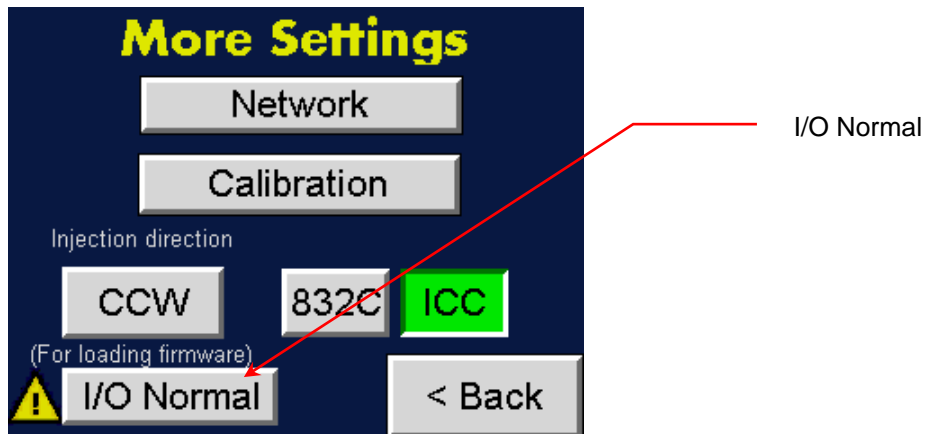 More Settings
Network
I/O Normal
Calibration
Injection direction
CCW
832C
ICC
(For loading firmware)
I/O Normal
< Back